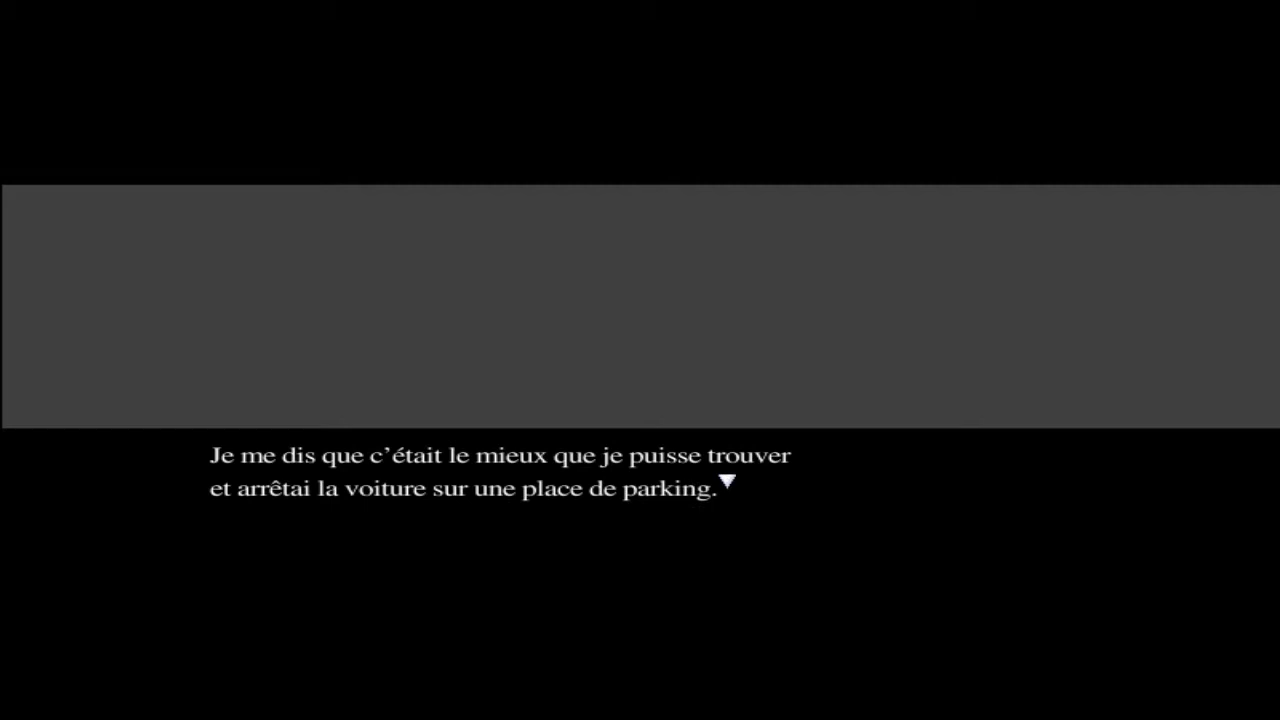 Je me dis que c’était le mieux que je puisse trouver
et arrêtai la voiture sur une place de parking.